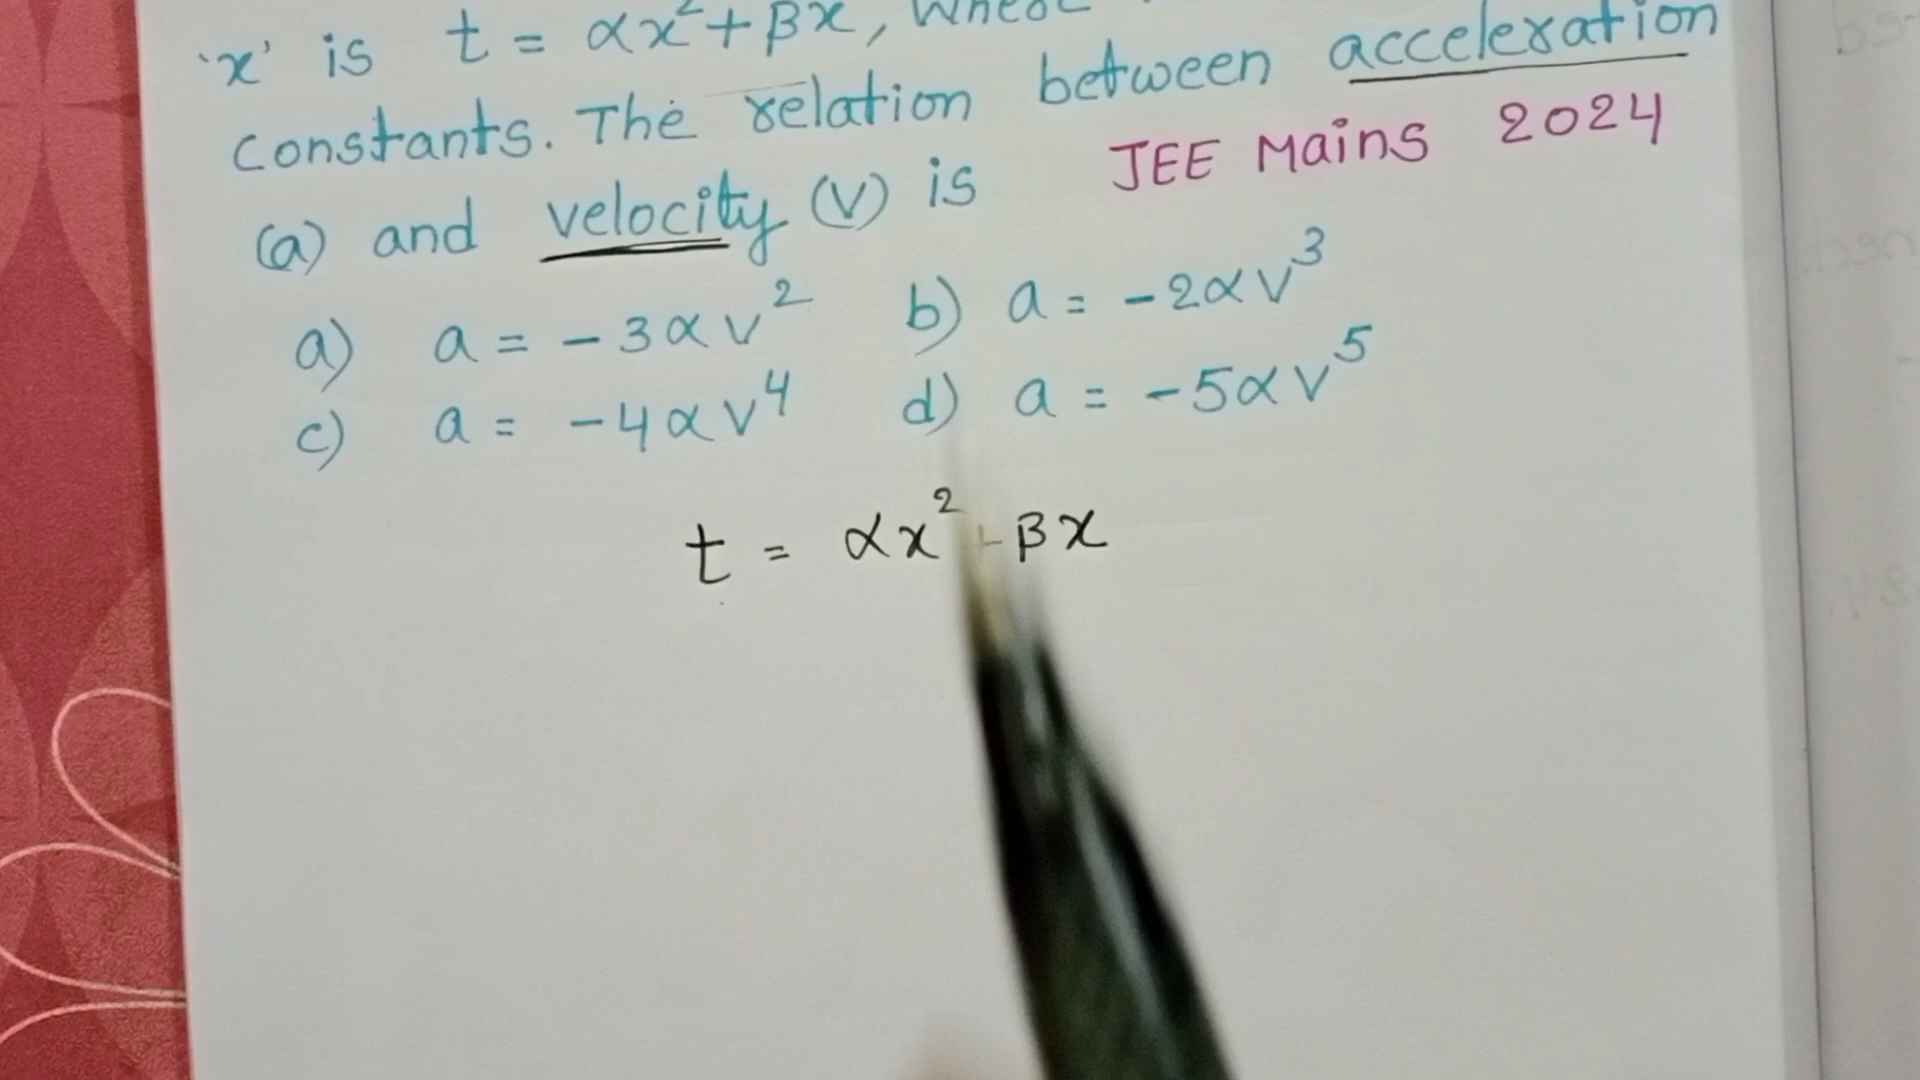 'x' is t = αx² + βx, where
constants. The relation between acceleration
(a) and velocity (v) is JEE Mains 2024
a) a = -3αv² b) a = -2αv³
c) a = -4αv⁴ d) a = -5αv⁵
t = αx² + βx